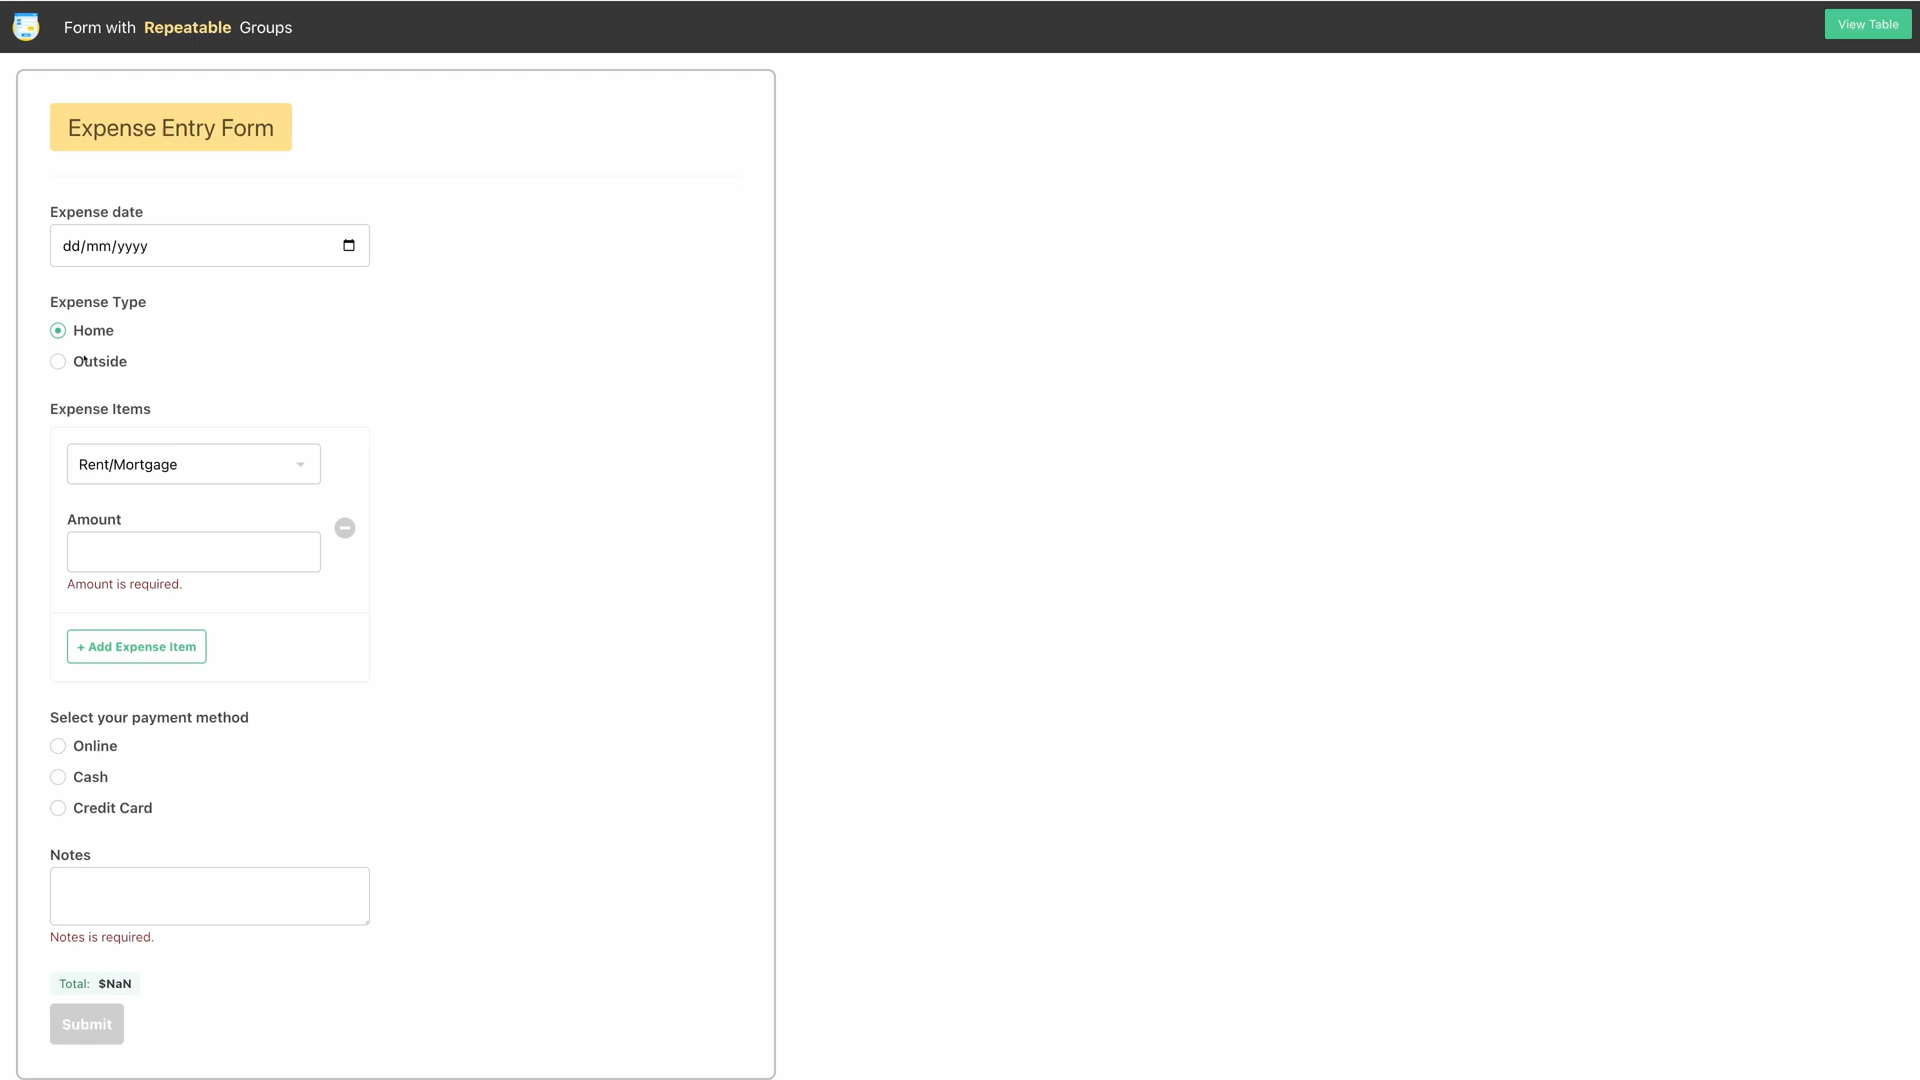 Form with Repeatable Groups
View Table
Expense Entry Form
Expense date
dd/mm/yyyy
Expense Type
Home
Outside
Expense Items
Rent/Mortgage
Amount
Amount is required.
+ Add Expense Item
Select your payment method
Online
Cash
Credit Card
Notes
Notes is required.
Total: $NaN
Submit